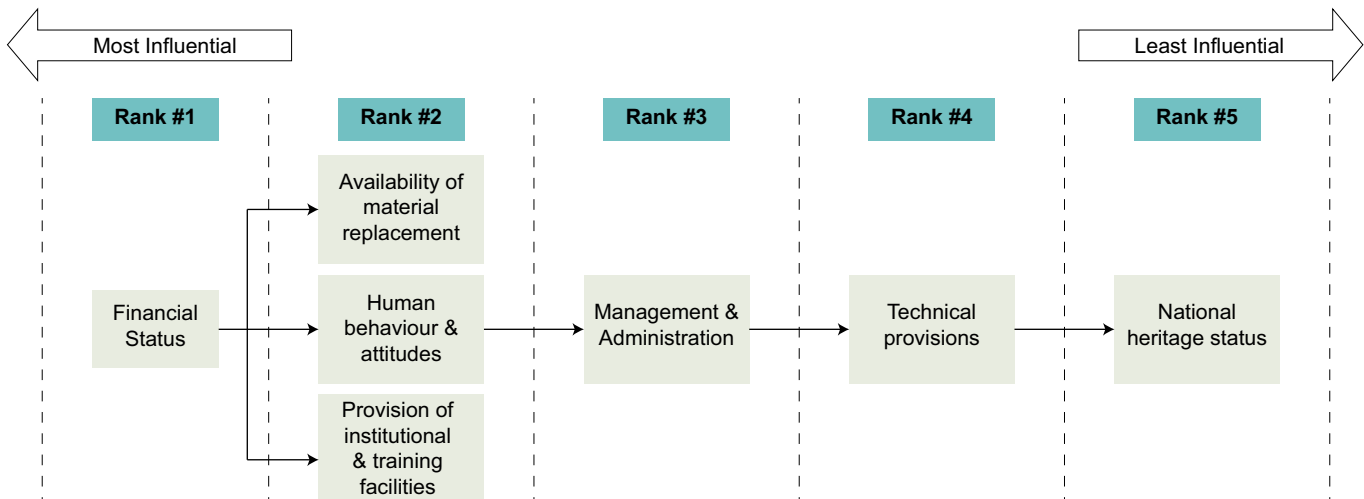 Most Influential
Least Influential
Rank #1
Rank #2
Rank #3
Rank #4
Rank #5
Availability of
material
replacement
Financial
Status
Human
behaviour &
attitudes
Management &
Administration
Technical
provisions
National
heritage status
Provision of
institutional
& training
facilities